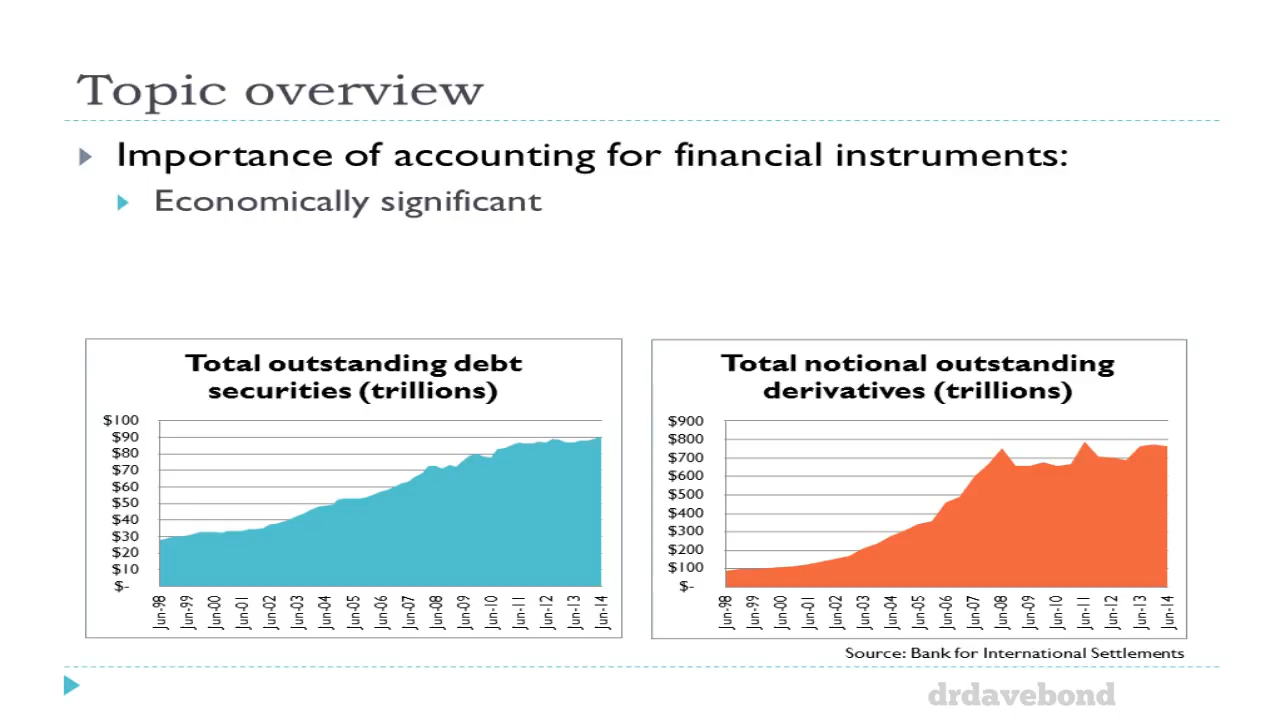 Topic overview
Importance of accounting for financial instruments:
Economically significant
Total outstanding debt
securities (trillions)
$100
$90
$80
$70
$60
$50
$40
$30
$20
$10
$-
Jun-98
Jun-99
Jun-00
Jun-01
Jun-02
Jun-03
Jun-04
Jun-05
Jun-06
Jun-07
Jun-08
Jun-09
Jun-10
Jun-11
Jun-12
Jun-13
Jun-14
Total notional outstanding
derivatives (trillions)
$900
$800
$700
$600
$500
$400
$300
$200
$100
$-
Jun-98
Jun-99
Jun-00
Jun-01
Jun-02
Jun-03
Jun-04
Jun-05
Jun-06
Jun-07
Jun-08
Jun-09
Jun-10
Jun-11
Jun-12
Jun-13
Jun-14
Source: Bank for International Settlements
drdavebond